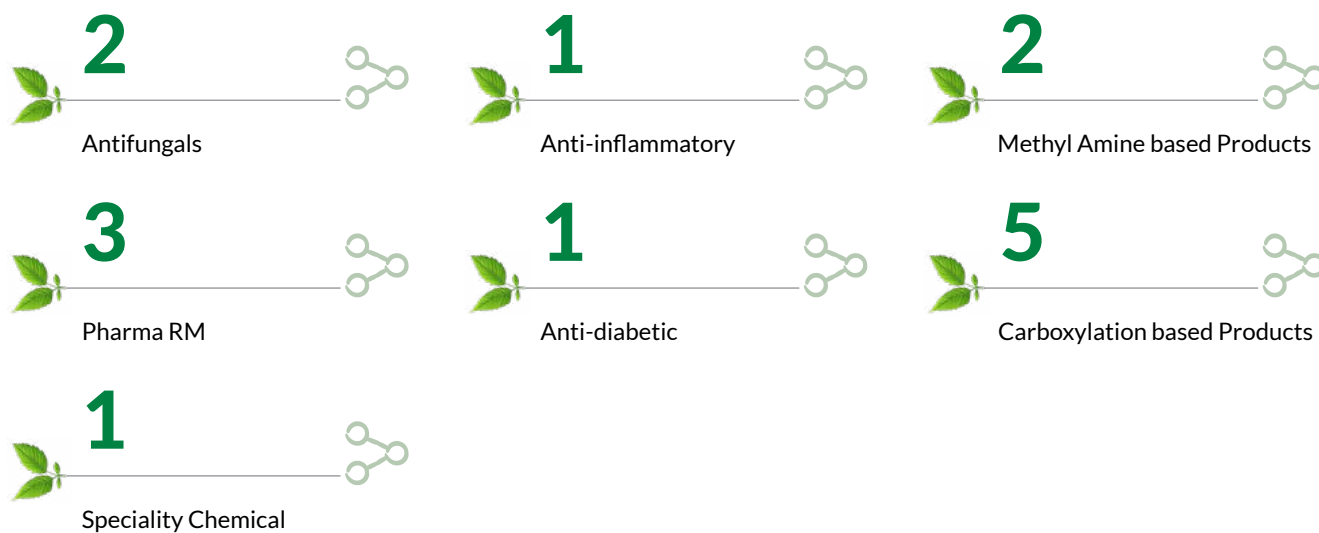 2
Antifungals
1
Anti-inflammatory
2
Methyl Amine based Products
3
Pharma RM
1
Anti-diabetic
5
Carboxylation based Products
1
Speciality Chemical